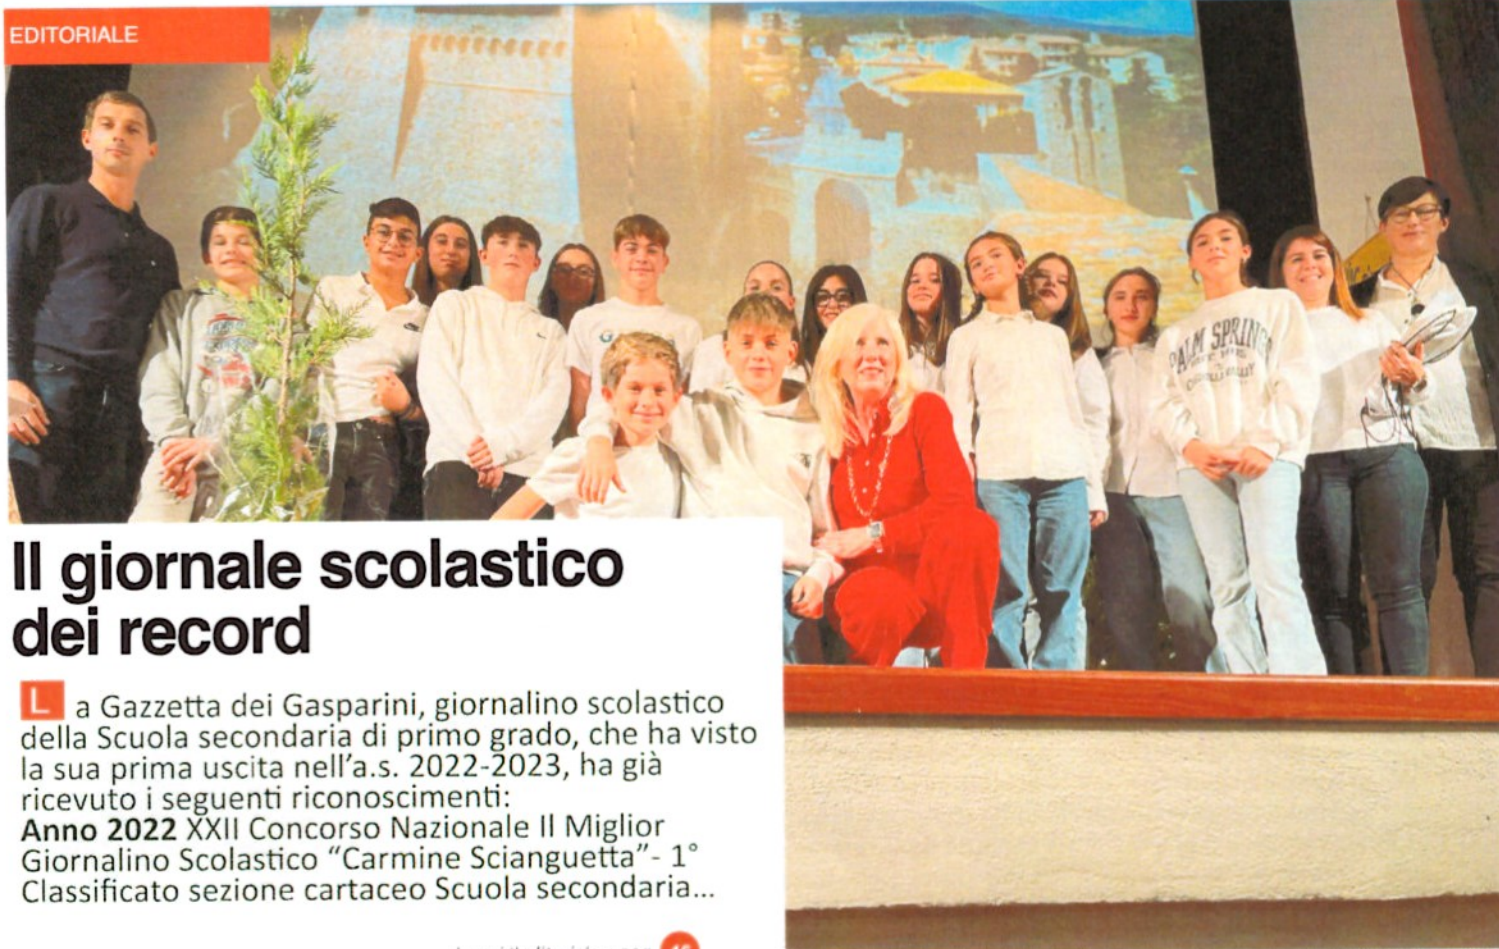 EDITORIALE
PALM SPRINGS
Il giornale scolastico
dei record
La Gazzetta dei Gasparini, giornalino scolastico
della Scuola secondaria di primo grado, che ha visto
la sua prima uscita nell'a.s. 2022-2023, ha già
ricevuto i seguenti riconoscimenti:
Anno 2022 XXII Concorso Nazionale Il Miglior
Giornalino Scolastico “Carmine Scianguetta”- 1°
Classificato sezione cartaceo Scuola secondaria...